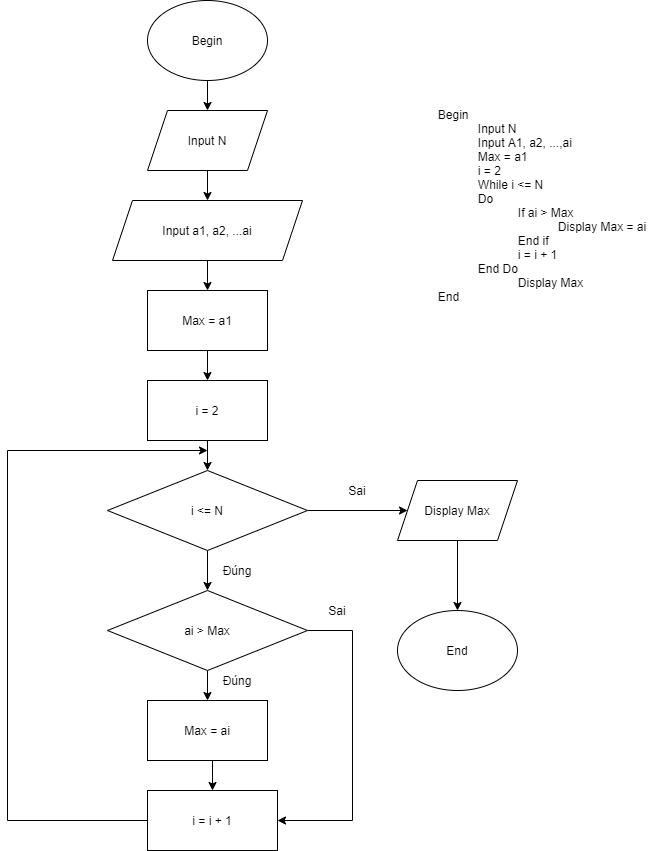 Begin
Input N
Input a1, a2, ...ai
Max = a1
i = 2
i <= N
Sai
Display Max
Đúng
ai > Max
Sai
End
Đúng
Max = ai
i = i + 1
Begin
Input N
Input A1, a2, ...,ai
Max = a1
i = 2
While i <= N
Do
If ai > Max
Display Max = ai
End if
i = i + 1
End Do
Display Max
End